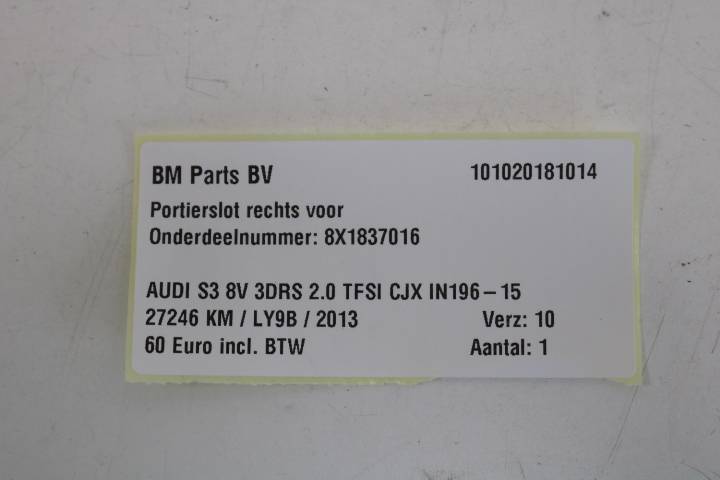 BM Parts BV 101020181014
Portierslot rechts voor
Onderdeelnummer: 8X1837016
AUDI S3 8V 3DRS 2.0 TFSI CJX IN196-15
27246 KM / LY9B / 2013 Verz: 10
60 Euro incl. BTW Aantal: 1